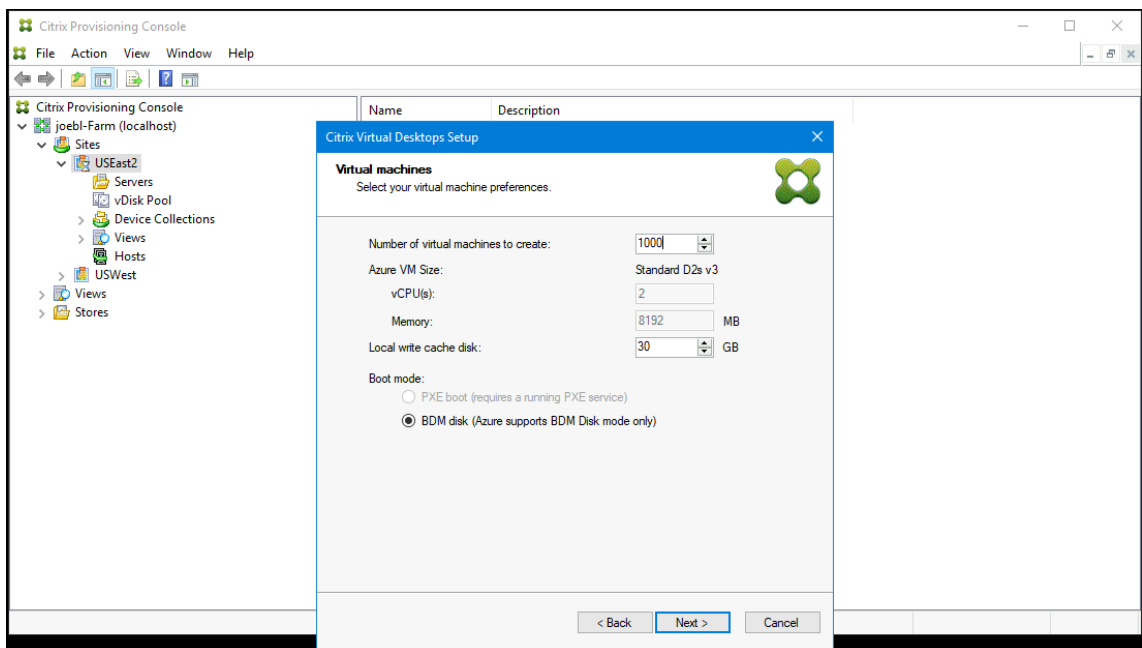 Citrix Provisioning Console
File Action View Window Help
Citrix Provisioning Console
joebl-Farm (localhost)
Sites
USEast2
Servers
vDisk Pool
Device Collections
Views
Hosts
USWest
Views
Stores
Name Description
Citrix Virtual Desktops Setup
Virtual machines
Select your virtual machine preferences.
Number of virtual machines to create: 1000
Azure VM Size: Standard D2s v3
vCPU(s): 2
Memory: 8192 MB
Local write cache disk: 30 GB
Boot mode:
PXE boot (requires a running PXE service)
BDM disk (Azure supports BDM Disk mode only)
< Back Next > Cancel